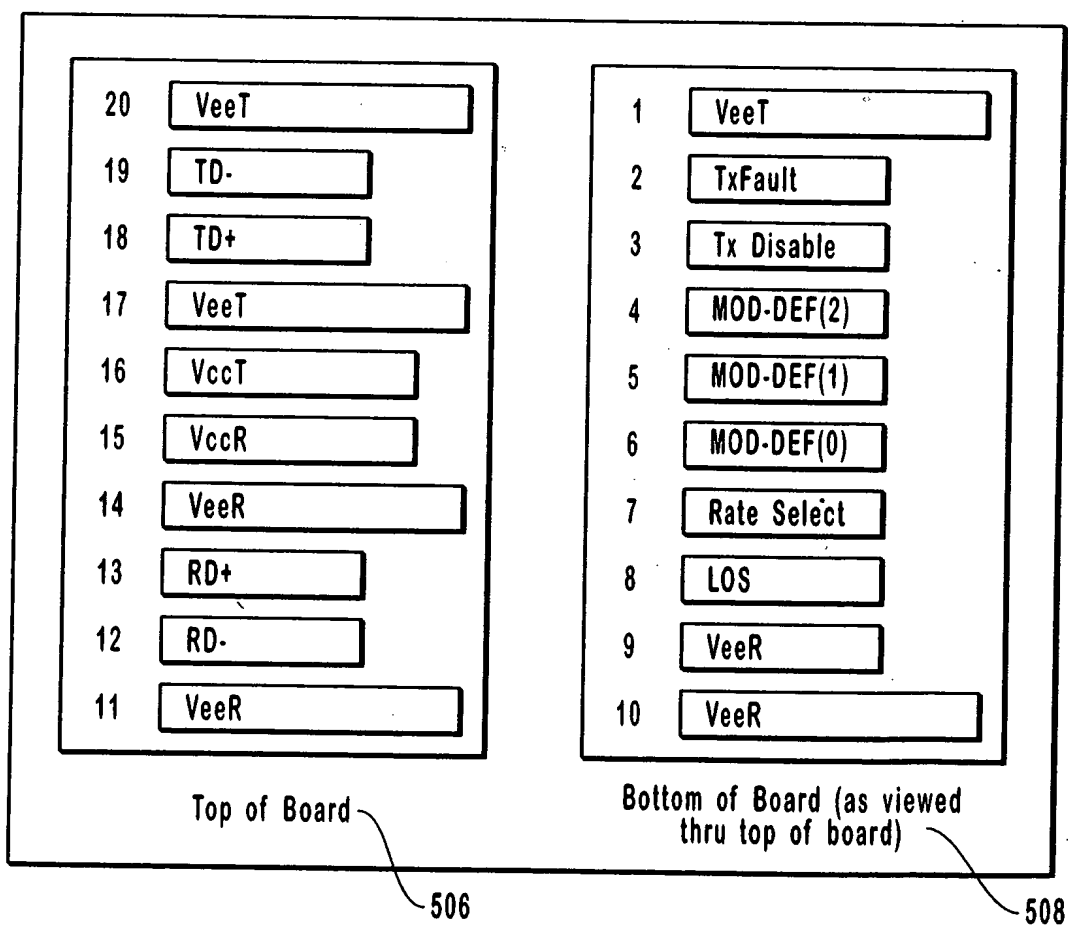 20 VeeT
19 TD-
18 TD+
17 VeeT
16 VccT
15 VccR
14 VeeR
13 RD+
12 RD-
11 VeeR
Top of Board
506
1 VeeT
2 TxFault
3 Tx Disable
4 MOD-DEF(2)
5 MOD-DEF(1)
6 MOD-DEF(0)
7 Rate Select
8 LOS
9 VeeR
10 VeeR
Bottom of Board (as viewed
thru top of board)
508